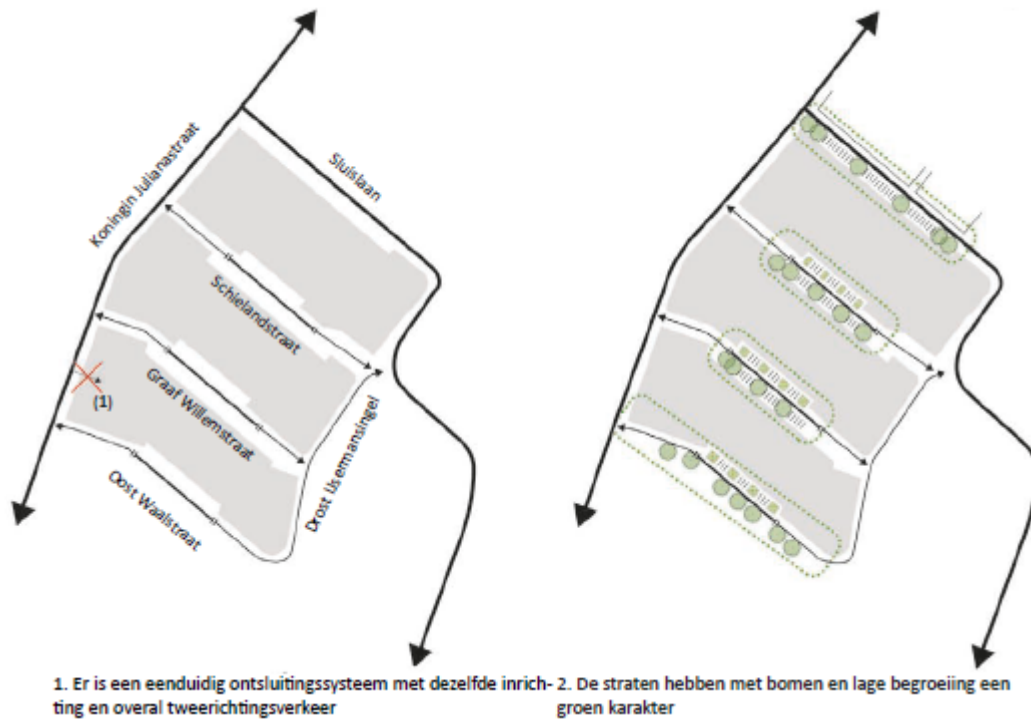 Koningin Julianastraat
Sluislaan
Schielandstraat
Graaf Willemstraat
(1)
Oost Waalstraat
Drost IJsermansingel
1. Er is een eenduidig ontsluitingssysteem met dezelfde inrich-
ting en overal tweerichtingsverkeer
2. De straten hebben met bomen en lage begroeiing een
groen karakter